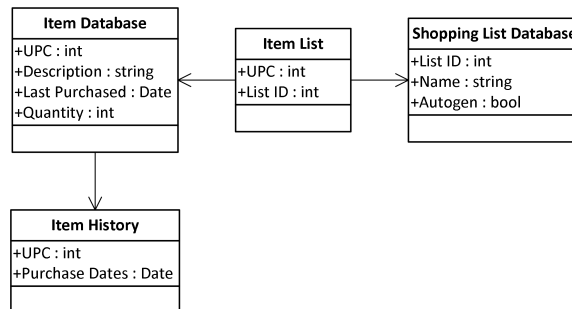 Item Database
+UPC : int
+Description : string
+Last Purchased : Date
+Quantity : int
Item List
+UPC : int
+List ID : int
Shopping List Database
+List ID : int
+Name : string
+Autogen : bool
Item History
+UPC : int
+Purchase Dates : Date